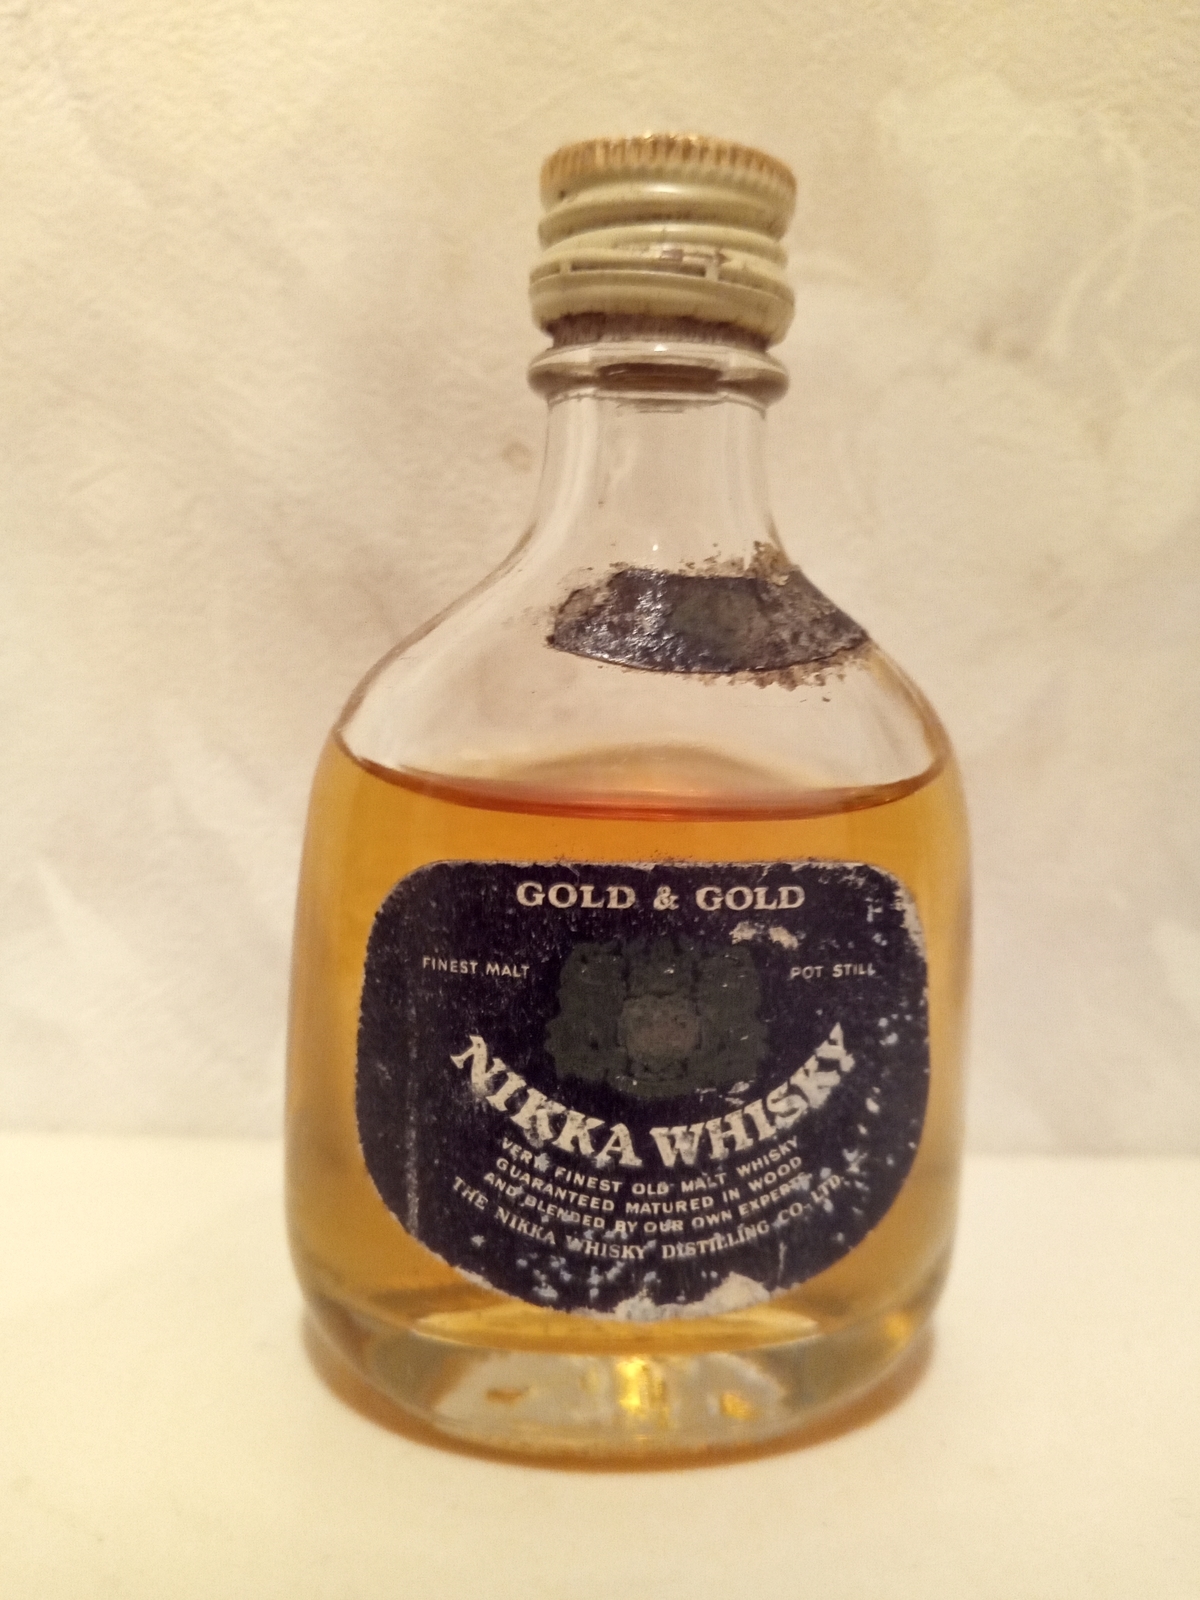 GOLD & GOLD
FINEST MALT
POT STILL
NIKKA WHISKY
VERY FINEST OLD MALT WHISKY
GUARANTEED MATURED IN WOOD
AND BLENDED BY OUR OWN EXPERTS
THE NIKKA WHISKY DISTILLING CO. LTD.